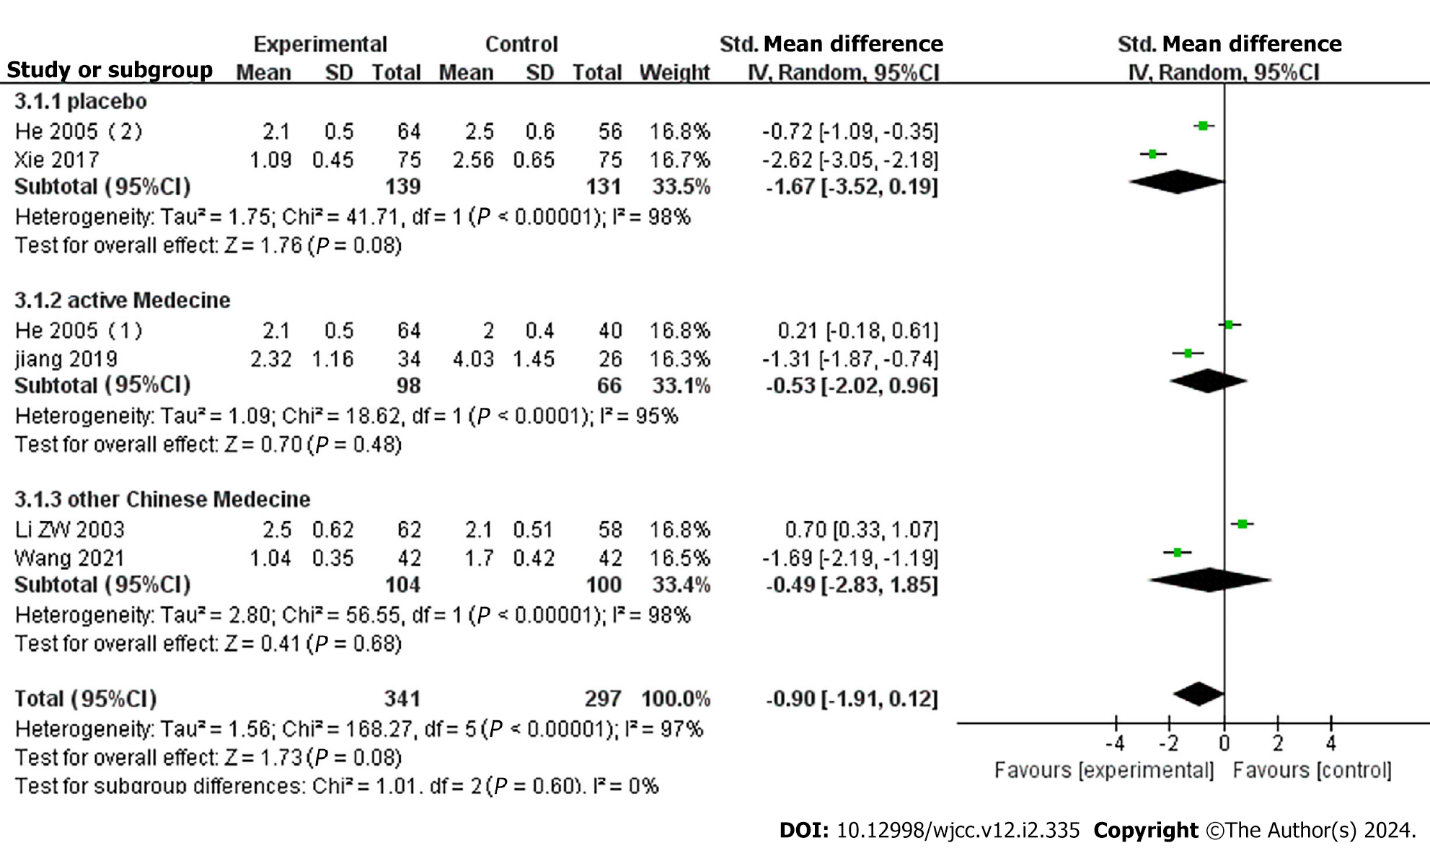 Experimental Control Std. Mean difference Std. Mean difference
Study or subgroup Mean SD Total Mean SD Total Weight IV, Random, 95%CI IV, Random, 95%CI
3.1.1 placebo
He 2005 (2) 2.1 0.5 64 2.5 0.6 56 16.8% -0.72 [-1.09, -0.35]
Xie 2017 1.09 0.45 75 2.56 0.65 75 16.7% -2.62 [-3.05, -2.18]
Subtotal (95%CI) 139 131 33.5% -1.67 [-3.52, 0.19]
Heterogeneity: Tau² = 1.75; Chi² = 41.71, df = 1 (P < 0.00001); I² = 98%
Test for overall effect: Z = 1.76 (P = 0.08)
3.1.2 active Medecine
He 2005 (1) 2.1 0.5 64 2 0.4 40 16.8% 0.21 [-0.18, 0.61]
jiang 2019 2.32 1.16 34 4.03 1.45 26 16.3% -1.31 [-1.87, -0.74]
Subtotal (95%CI) 98 66 33.1% -0.53 [-2.02, 0.96]
Heterogeneity: Tau² = 1.09; Chi² = 18.62, df = 1 (P < 0.0001); I² = 95%
Test for overall effect: Z = 0.70 (P = 0.48)
3.1.3 other Chinese Medecine
Li ZW 2003 2.5 0.62 62 2.1 0.51 58 16.8% 0.70 [0.33, 1.07]
Wang 2021 1.04 0.35 42 1.7 0.42 42 16.5% -1.69 [-2.19, -1.19]
Subtotal (95%CI) 104 100 33.4% -0.49 [-2.83, 1.85]
Heterogeneity: Tau² = 2.80; Chi² = 56.55, df = 1 (P < 0.00001); I² = 98%
Test for overall effect: Z = 0.41 (P = 0.68)
Total (95%CI) 341 297 100.0% -0.90 [-1.91, 0.12]
Heterogeneity: Tau² = 1.56; Chi² = 168.27, df = 5 (P < 0.00001); I² = 97%
Test for overall effect: Z = 1.73 (P = 0.08)
Test for subgroup differences: Chi² = 1.01. df = 2 (P = 0.60). I² = 0%
-4 -2 0 2 4
Favours [experimental] Favours [control]
DOI: 10.12998/wjcc.v12.i2.335 Copyright ©The Author(s) 2024.